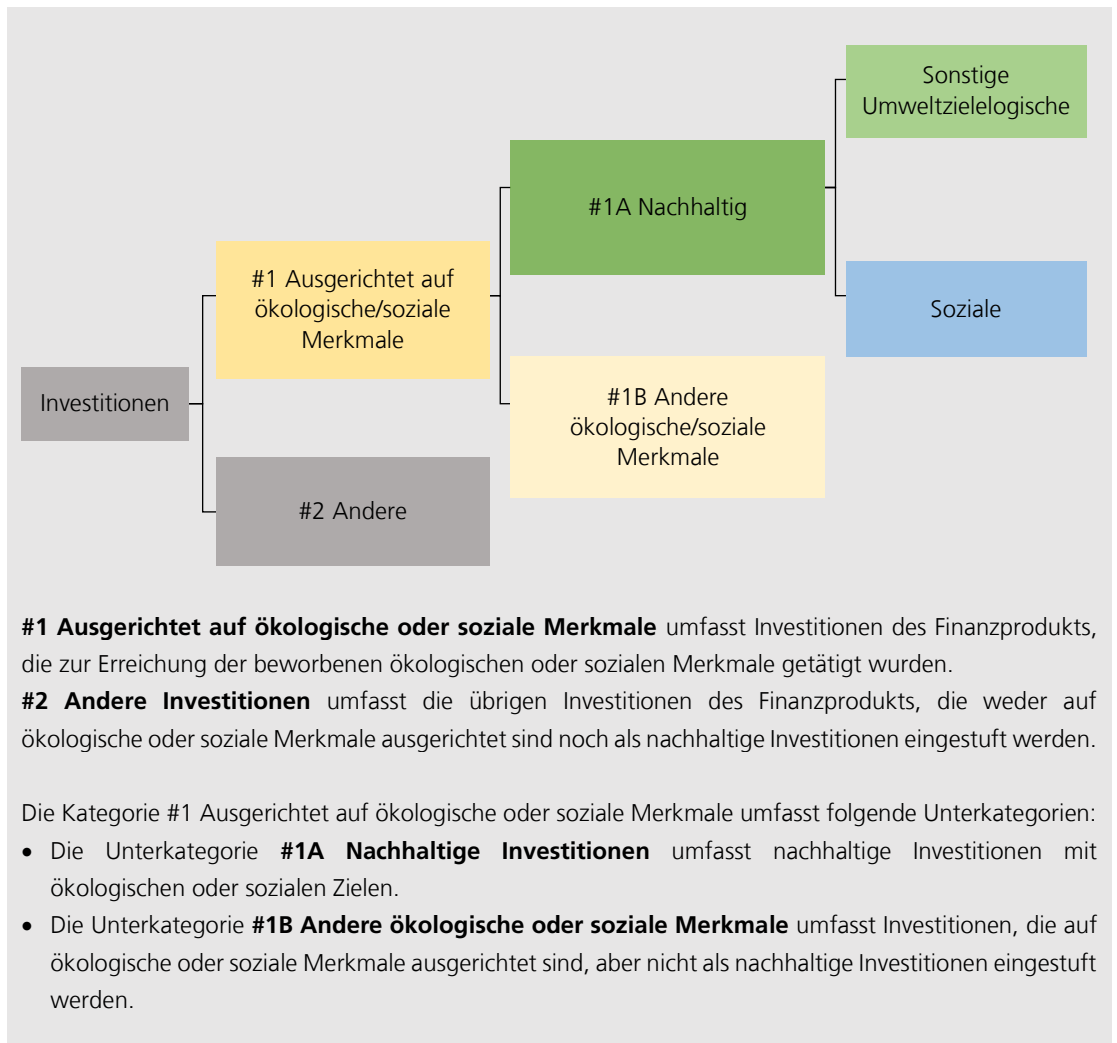 Sonstige
Umweltzielelogische
#1A Nachhaltig
#1 Ausgerichtet auf
ökologische/soziale
Merkmale
Soziale
Investitionen
#1B Andere
ökologische/soziale
Merkmale
#2 Andere
#1 Ausgerichtet auf ökologische oder soziale Merkmale umfasst Investitionen des Finanzprodukts,
die zur Erreichung der beworbenen ökologischen oder sozialen Merkmale getätigt wurden.
#2 Andere Investitionen umfasst die übrigen Investitionen des Finanzprodukts, die weder auf
ökologische oder soziale Merkmale ausgerichtet sind noch als nachhaltige Investitionen eingestuft werden.
Die Kategorie #1 Ausgerichtet auf ökologische oder soziale Merkmale umfasst folgende Unterkategorien:
• Die Unterkategorie #1A Nachhaltige Investitionen umfasst nachhaltige Investitionen mit
ökologischen oder sozialen Zielen.
• Die Unterkategorie #1B Andere ökologische oder soziale Merkmale umfasst Investitionen, die auf
ökologische oder soziale Merkmale ausgerichtet sind, aber nicht als nachhaltige Investitionen eingestuft
werden.